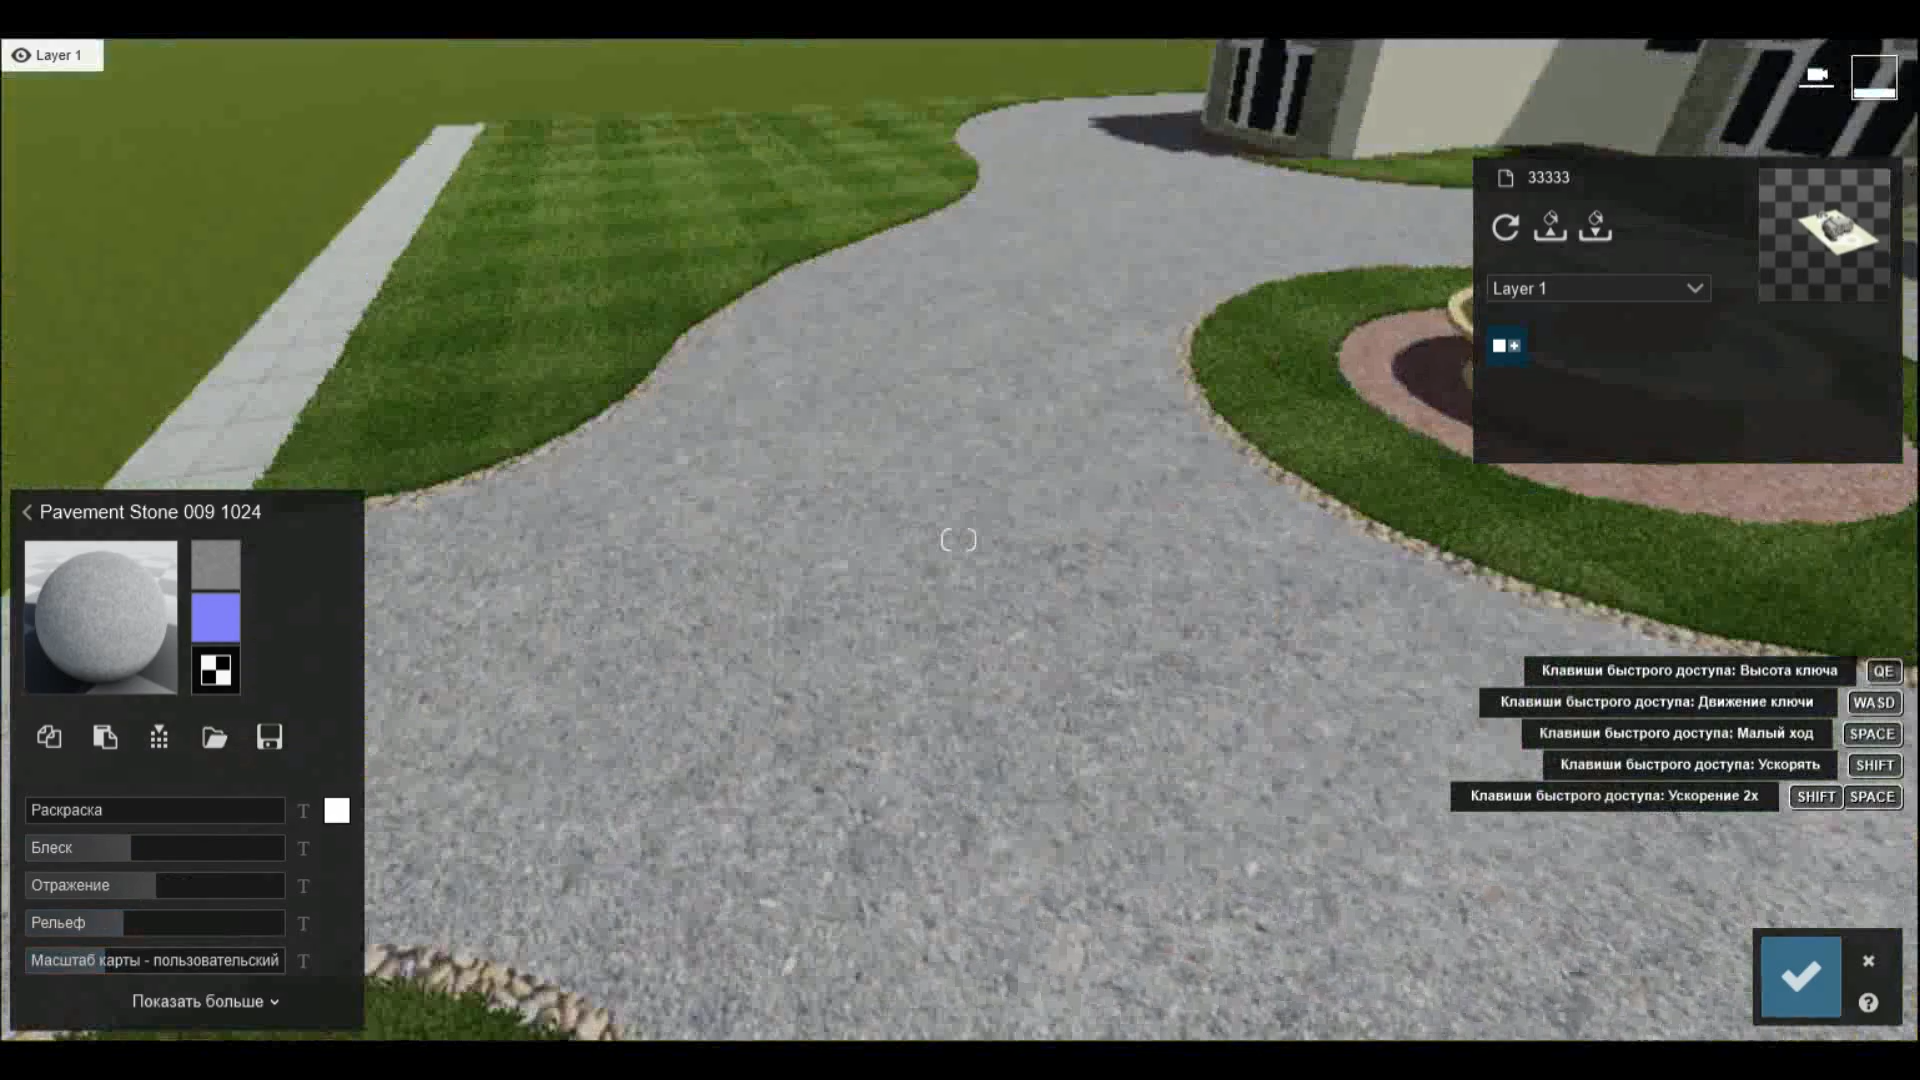 Layer 1
33333
Layer 1
Pavement Stone 009 1024
Раскраска T
Блеск T
Отражение T
Рельеф T
Масштаб карты - пользовательский T
Показать больше
Клавиши быстрого доступа: Высота ключа QE
Клавиши быстрого доступа: Движение ключи WASD
Клавиши быстрого доступа: Малый ход SPACE
Клавиши быстрого доступа: Ускорять SHIFT
Клавиши быстрого доступа: Ускорение 2x SHIFT SPACE